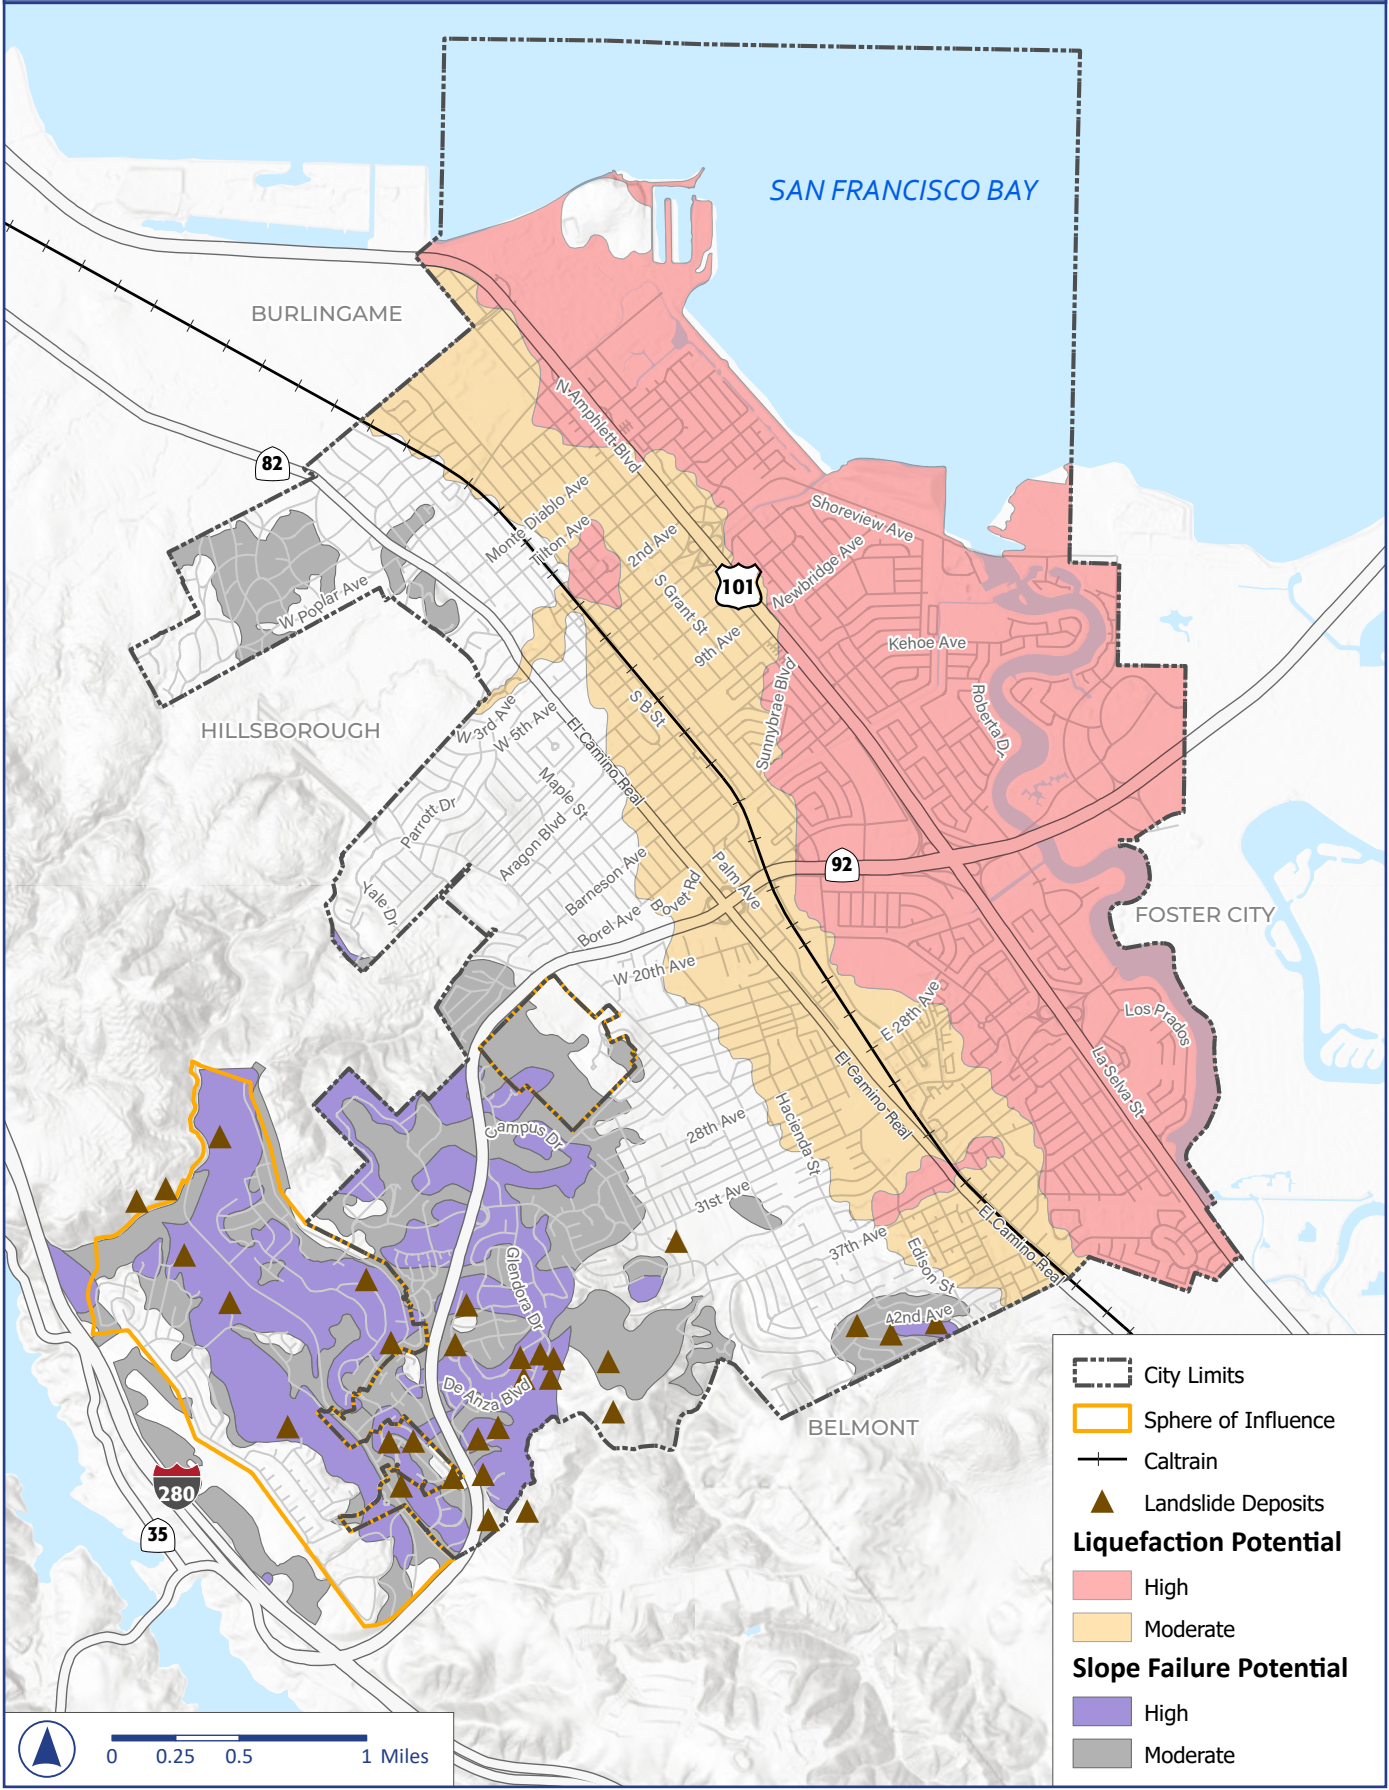 SAN FRANCISCO BAY
BURLINGAME
N Amphlett Blvd
82
Monte Diablo Ave
Tilton Ave
2nd Ave
Shoreview Ave
Newbridge Ave
101
S Grant St
W Poplar Ave
9th Ave
Kehoe Ave
Roberta Dr
Sunnybrae Blvd
S B St
HILLSBOROUGH
W 3rd Ave
W 5th Ave
El Camino Real
Maple St
Parrott Dr
Aragon Blvd
Barneson Ave
Palm Ave
92
Yale Dr
Bovet Rd
Borel Ave
FOSTER CITY
W 20th Ave
E 28th Ave
Los Prados
La Selva St
El Camino Real
Hacienda St
28th Ave
Campus Dr
31st Ave
37th Ave
Edison St
El Camino Real
Glendora Dr
42nd Ave
De Anza Blvd
BELMONT
280
35
City Limits
Sphere of Influence
Caltrain
Landslide Deposits
Liquefaction Potential
High
Moderate
Slope Failure Potential
High
Moderate
0 0.25 0.5 1 Miles